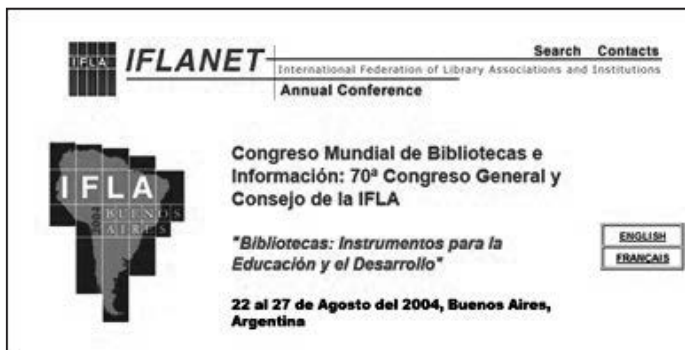 Search Contacts
IFLA IFLANET
International Federation of Library Associations and Institutions
Annual Conference
Congreso Mundial de Bibliotecas e
Información: 70ª Congreso General y
Consejo de la IFLA
IFLA
2004 BUENOS
AIRES
"Bibliotecas: Instrumentos para la
Educación y el Desarrollo"
ENGLISH
FRANÇAIS
22 al 27 de Agosto del 2004, Buenos Aires,
Argentina